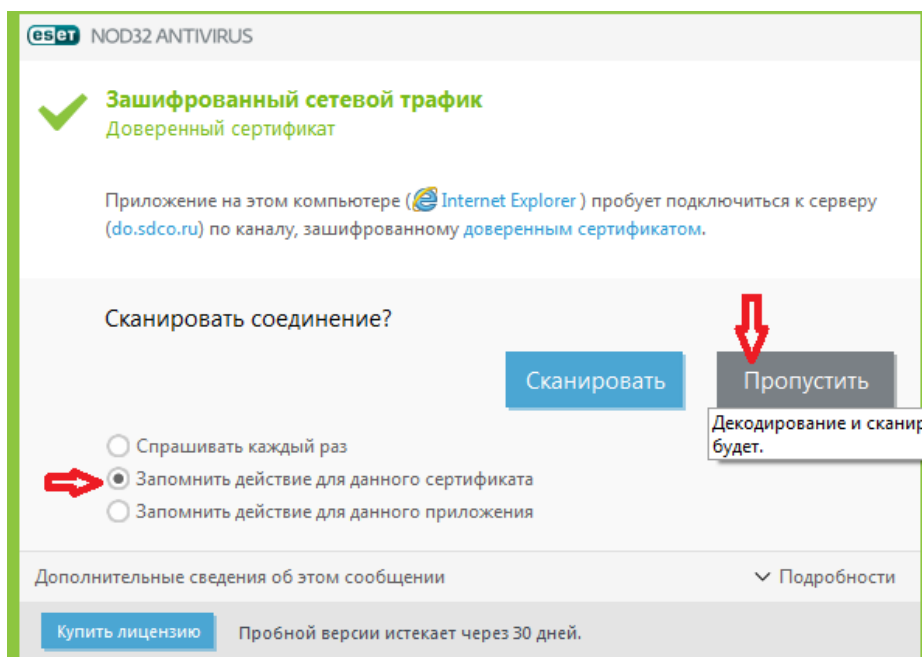 eseT NOD32 ANTIVIRUS
Зашифрованный сетевой трафик
Доверенный сертификат
Приложение на этом компьютере ( Internet Explorer ) пробует подключиться к серверу
(do.sdco.ru) по каналу, зашифрованному доверенным сертификатом.
Сканировать соединение?
Сканировать Пропустить
Декодирование и сканир
будет.
Спрашивать каждый раз
Запомнить действие для данного сертификата
Запомнить действие для данного приложения
Дополнительные сведения об этом сообщении Подробности
Купить лицензию Пробной версии истекает через 30 дней.